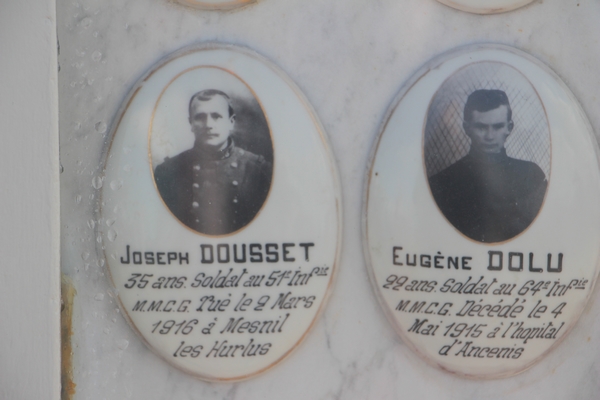 JOSEPH DOUSSET
35 ans. Soldat au 51e Infie
M.M.C.G. Tué le 2 Mars
1916 à Mesnil
les Hurlus
EUGÈNE DOLU
22 ans. Soldat au 64e Infie
M.M.C.G. Décédé le 4
Mai 1915 à l'hopital
d'Ancenis